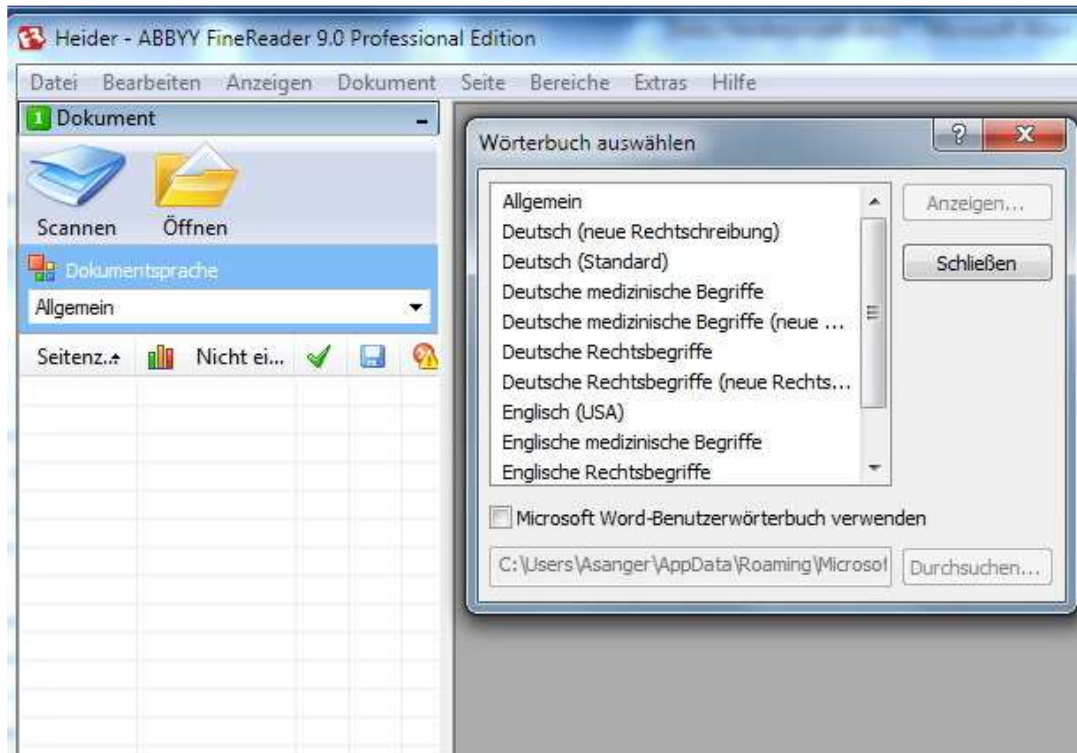 Heider - ABBYY FineReader 9.0 Professional Edition
Datei Bearbeiten Anzeigen Dokument Seite Bereiche Extras Hilfe
1 Dokument
Scannen Öffnen
Dokumentsprache
Allgemein
Seitenz... Nicht ei...
Wörterbuch auswählen
Allgemein
Deutsch (neue Rechtschreibung)
Deutsch (Standard)
Deutsche medizinische Begriffe
Deutsche medizinische Begriffe (neue ...
Deutsche Rechtsbegriffe
Deutsche Rechtsbegriffe (neue Rechts...
Englisch (USA)
Englische medizinische Begriffe
Englische Rechtsbegriffe
Anzeigen...
Schließen
Microsoft Word-Benutzerwörterbuch verwenden
C:\Users\Asanger\AppData\Roaming\Microsof
Durchsuchen...